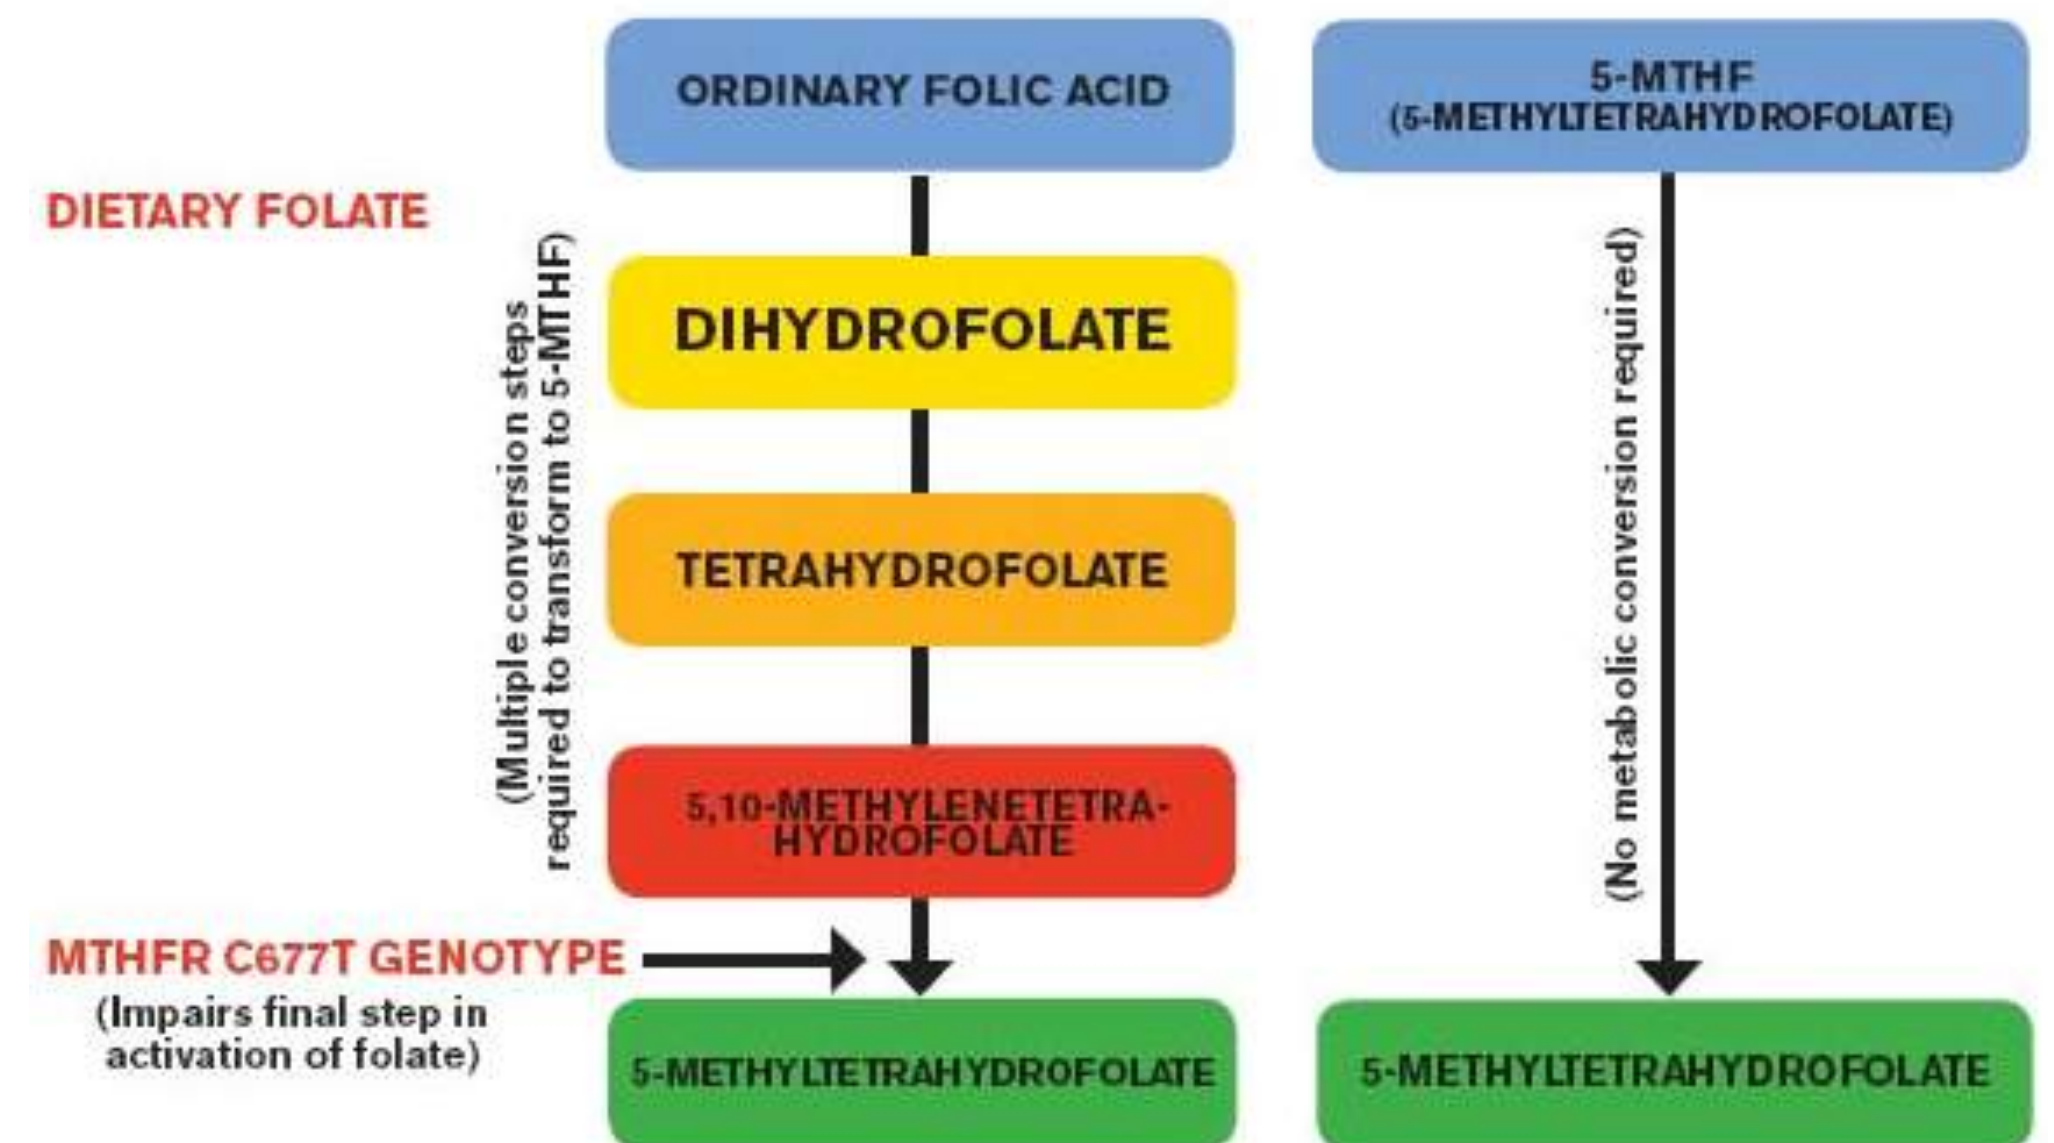 ORDINARY FOLIC ACID
5-MTHF
(5-METHYLTETRAHYDROFOLATE)
DIETARY FOLATE
(Multiple conversion steps
required to transform to 5-MTHF)
DIHYDROFOLATE
TETRAHYDROFOLATE
5,10-METHYLENETETRA-
HYDROFOLATE
(No metabolic conversion required)
MTHFR C677T GENOTYPE
(Impairs final step in
activation of folate)
5-METHYLTETRAHYDROFOLATE
5-METHYLTETRAHYDROFOLATE